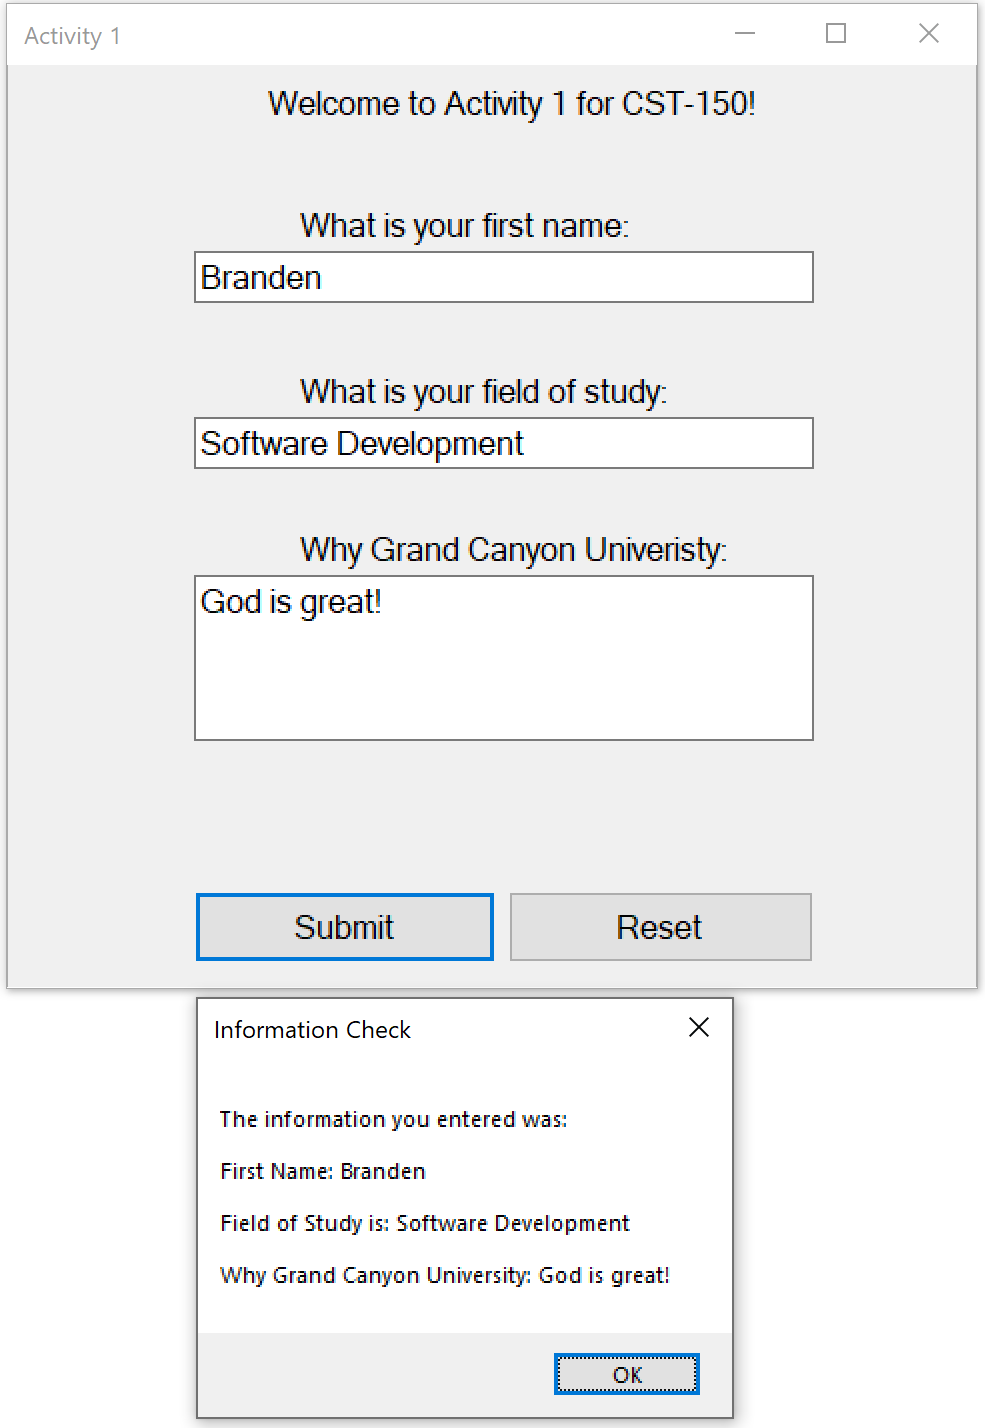 Activity 1
Welcome to Activity 1 for CST-150!
What is your first name:
Branden
What is your field of study:
Software Development
Why Grand Canyon Univeristy:
God is great!
Submit Reset
Information Check
The information you entered was:
First Name: Branden
Field of Study is: Software Development
Why Grand Canyon University: God is great!
OK